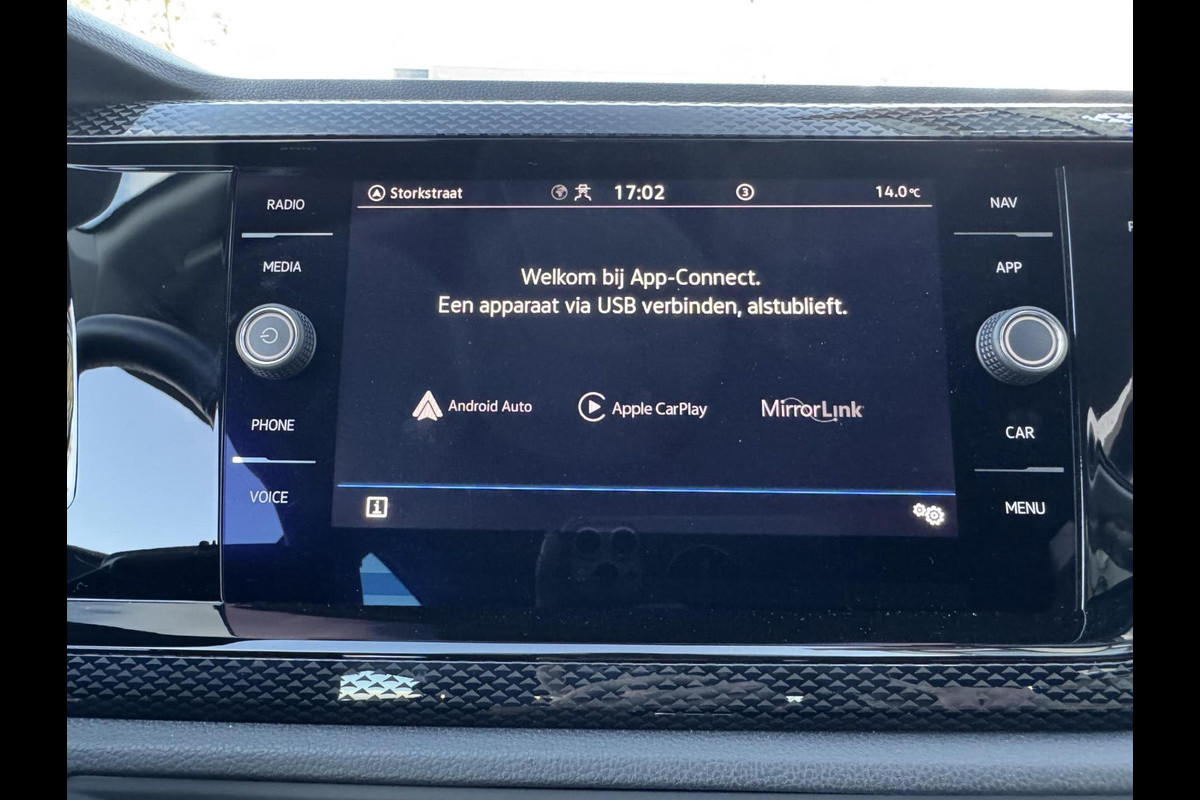 RADIO
MEDIA
PHONE
VOICE
Storkstraat 17:02 3 14.0°C
Welkom bij App-Connect.
Een apparaat via USB verbinden, alstublieft.
Android Auto Apple CarPlay MirrorLink
i
NAV
APP
CAR
MENU